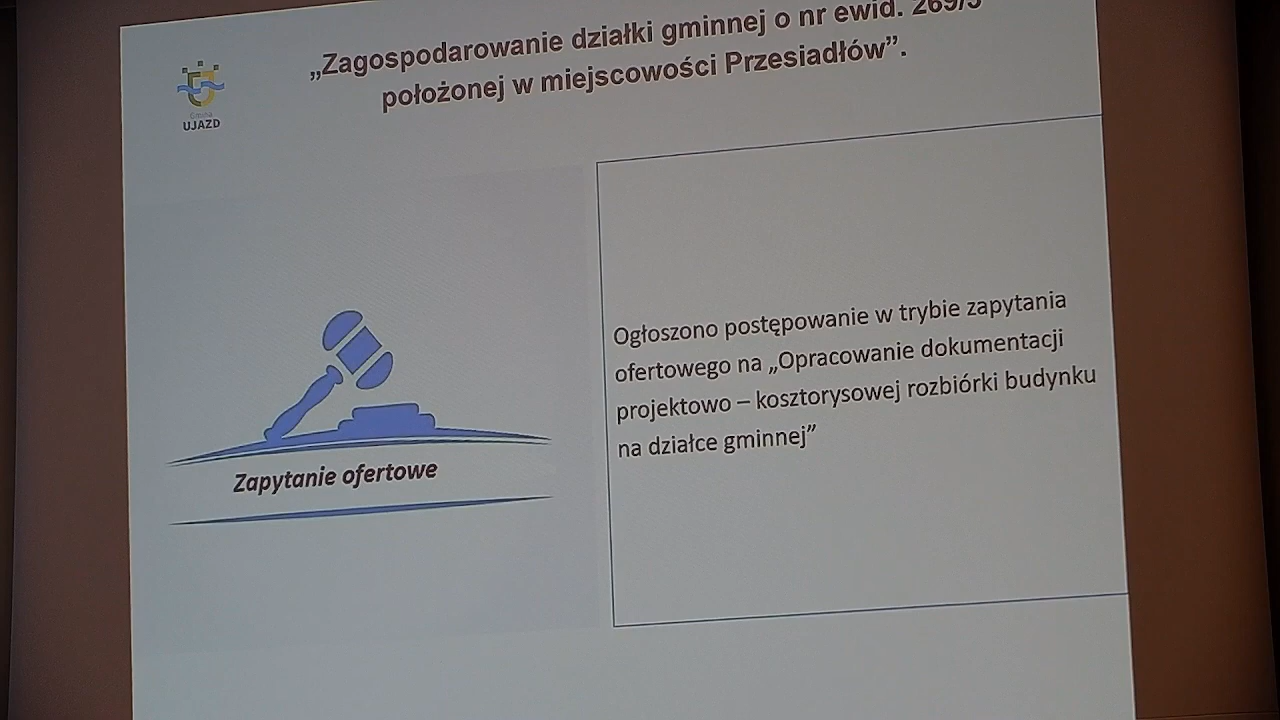 „Zagospodarowanie działki gminnej o nr ewid.
położonej w miejscowości Przesiadłów”.
Gmina
UJAZD
Ogłoszono postępowanie w trybie zapytania
ofertowego na „Opracowanie dokumentacji
projektowo – kosztorysowej rozbiórki budynku
na działce gminnej”
Zapytanie ofertowe